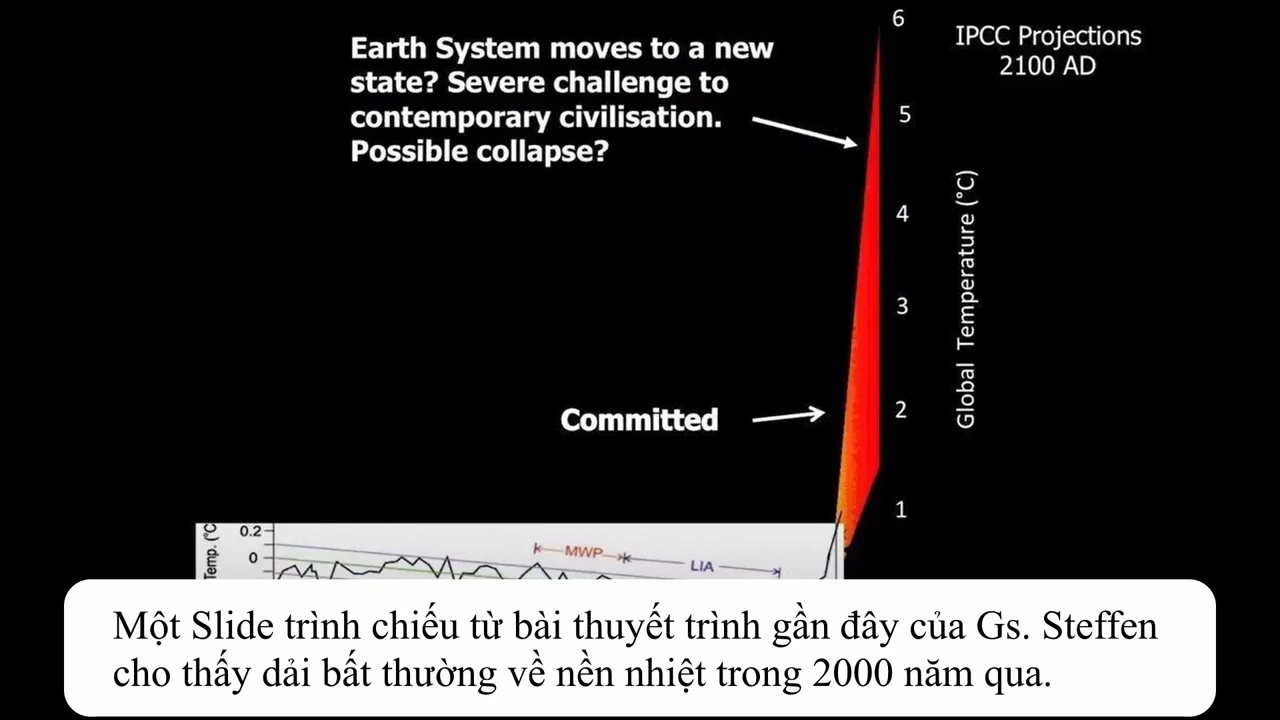 Earth System moves to a new
state? Severe challenge to
contemporary civilisation.
Possible collapse?
IPCC Projections
2100 AD
6
5
4
3
2
1
Global Temperature (°C)
Committed
Temp. (°C
0.2
0
MWP
LIA
Một Slide trình chiếu từ bài thuyết trình gần đây của Gs. Steffen
cho thấy dải bất thường về nền nhiệt trong 2000 năm qua.